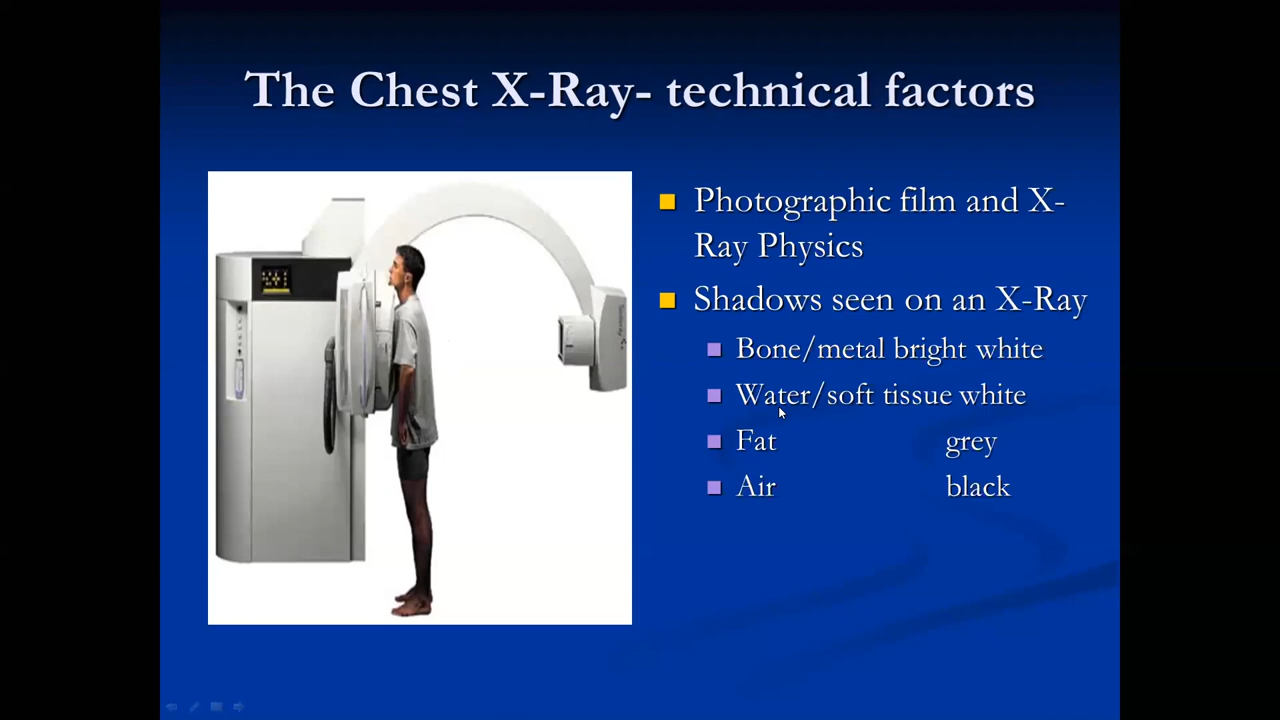 The Chest X-Ray- technical factors
Photographic film and X-
Ray Physics
Shadows seen on an X-Ray
Bone/metal bright white
Water/soft tissue white
Fat grey
Air black